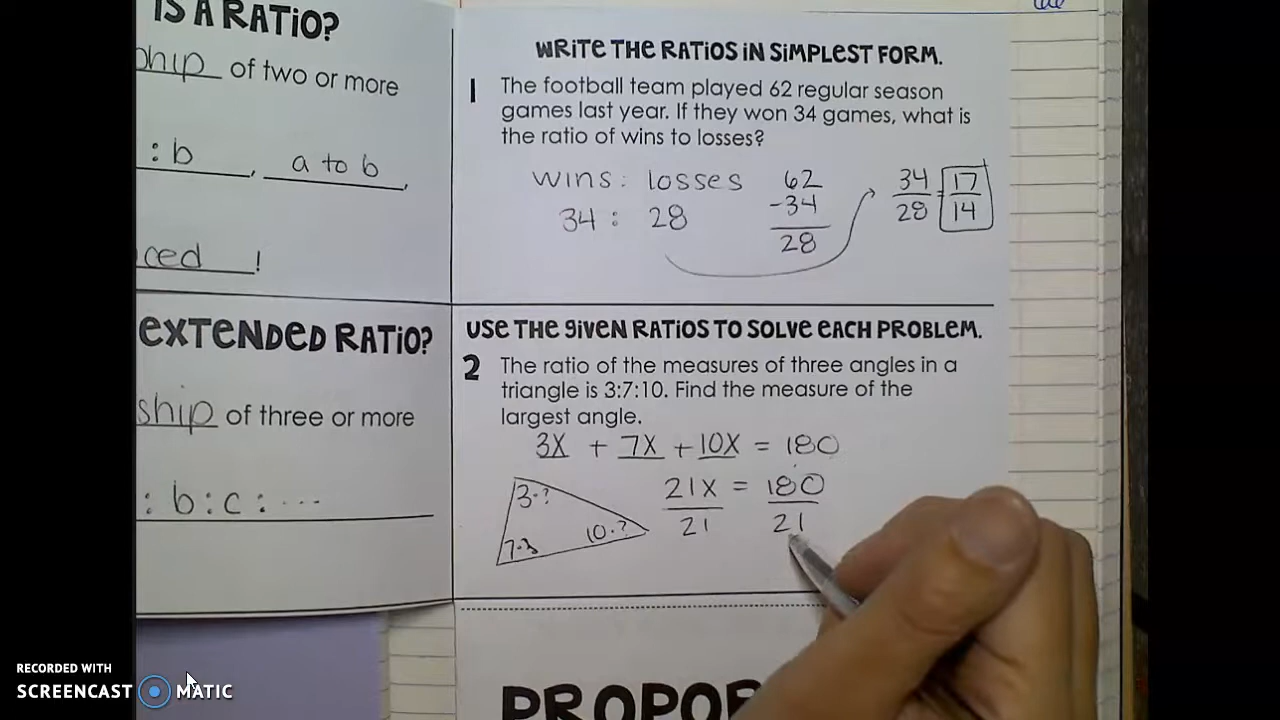 IS A RATIO?
ship of two or more
: b, a to b,
ced!
EXTENDED RATIO?
ship of three or more
: b : c : ...
WRITE THE RATIOS IN SIMPLEST FORM.
1 The football team played 62 regular season
games last year. If they won 34 games, what is
the ratio of wins to losses?
wins : losses
34 : 28
62
-34
28
34/28 = 17/14
USE THE GIVEN RATIOS TO SOLVE EACH PROBLEM.
2 The ratio of the measures of three angles in a
triangle is 3:7:10. Find the measure of the
largest angle.
3x + 7x + 10x = 180
3·?
7·?
10·?
21x = 180
21 21
PROPOR
RECORDED WITH
SCREENCAST MATIC